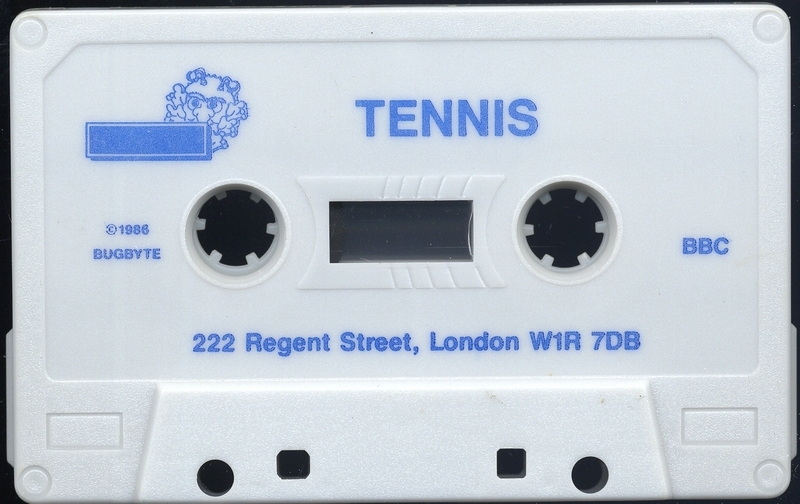 TENNIS
©1986
BUGBYTE
BBC
222 Regent Street, London W1R 7DB